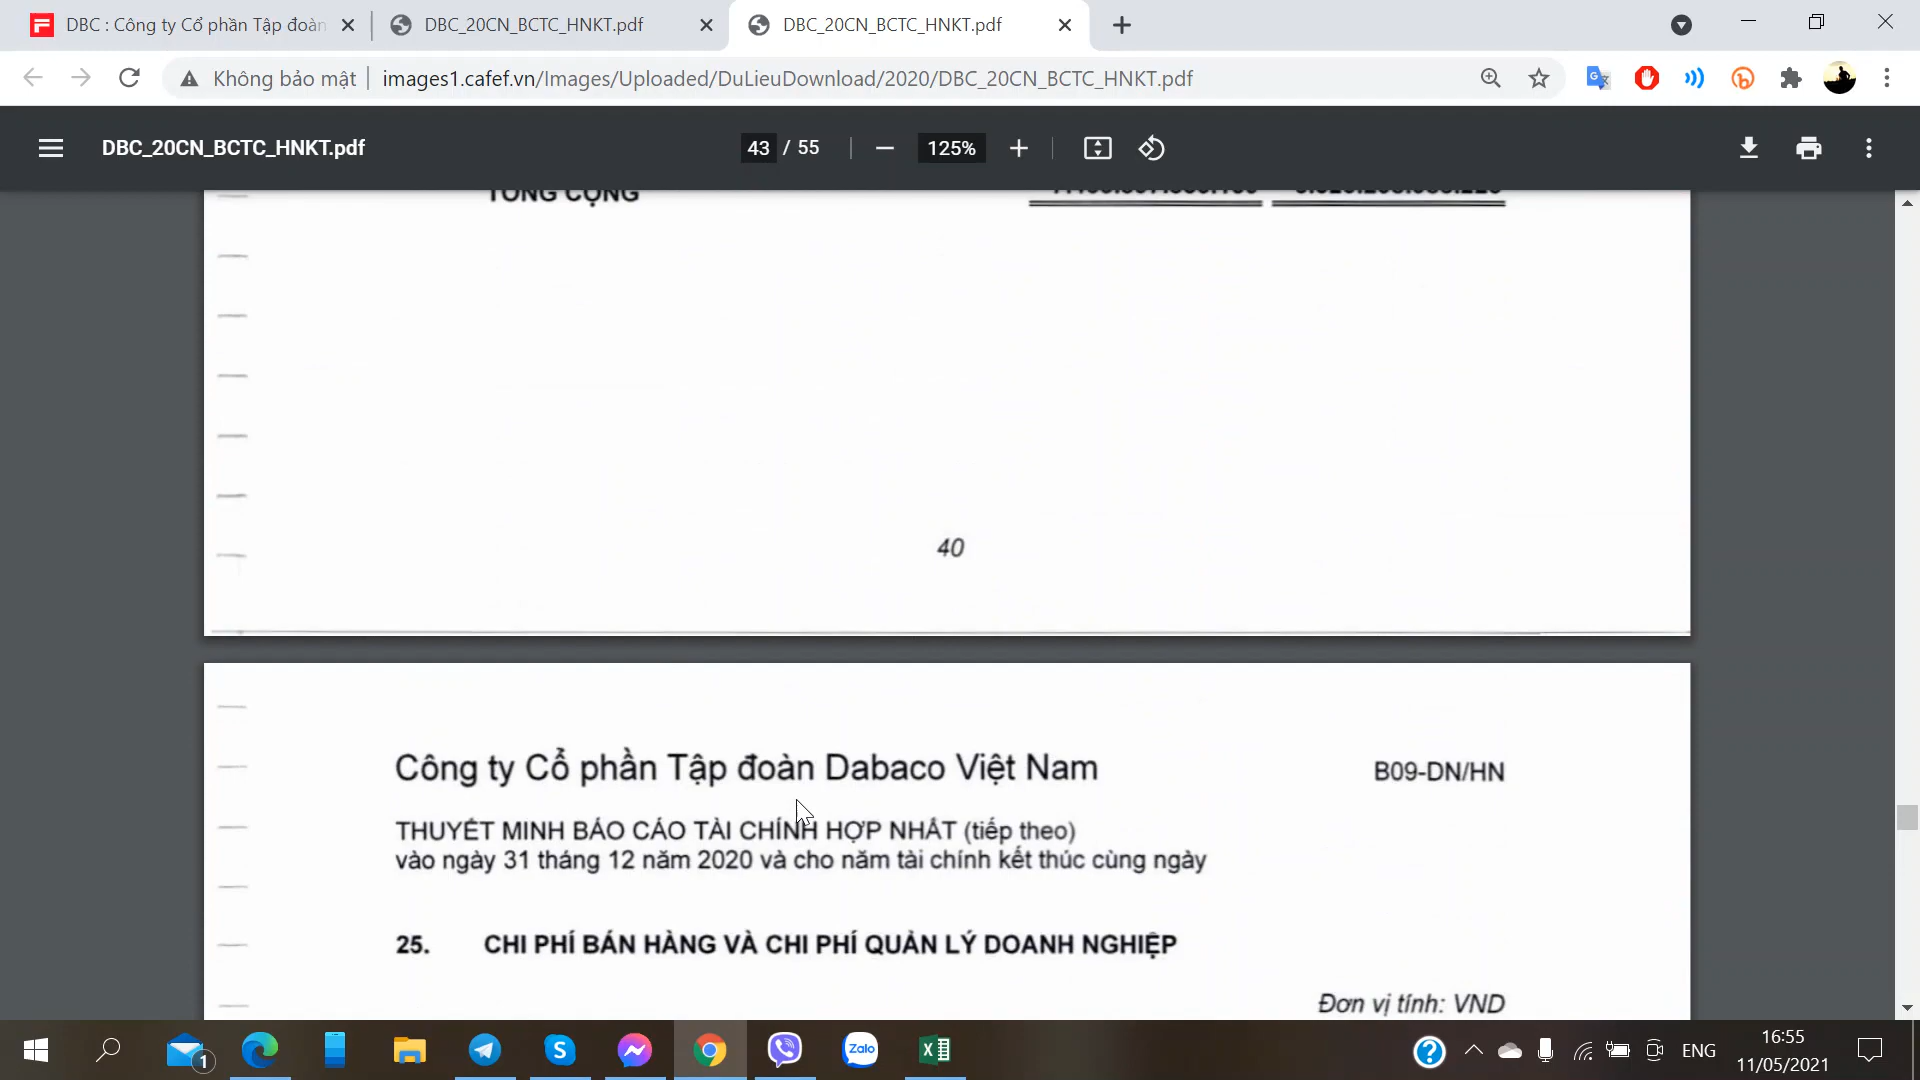 DBC : Công ty Cổ phần Tập đoàn
DBC_20CN_BCTC_HNKT.pdf
DBC_20CN_BCTC_HNKT.pdf
Không bảo mật
images1.cafef.vn/Images/Uploaded/DuLieuDownload/2020/DBC_20CN_BCTC_HNKT.pdf
DBC_20CN_BCTC_HNKT.pdf
43 / 55
125%
TỔNG CỘNG
40
Công ty Cổ phần Tập đoàn Dabaco Việt Nam
B09-DN/HN
THUYẾT MINH BÁO CÁO TÀI CHÍNH HỢP NHẤT (tiếp theo)
vào ngày 31 tháng 12 năm 2020 và cho năm tài chính kết thúc cùng ngày
25. CHI PHÍ BÁN HÀNG VÀ CHI PHÍ QUẢN LÝ DOANH NGHIỆP
Đơn vị tính: VND
1
Zalo
ENG
16:55
11/05/2021